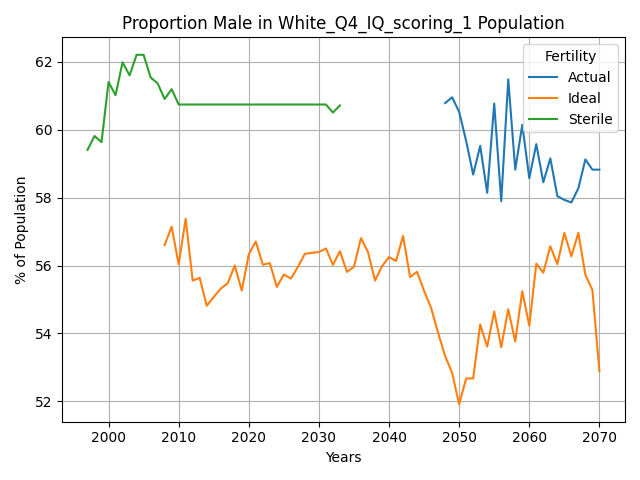 Proportion Male in White_Q4_IQ_scoring_1 Population
Fertility
Actual
Ideal
Sterile
% of Population
62
60
58
56
54
52
2000
2010
2020
2030
2040
2050
2060
2070
Years